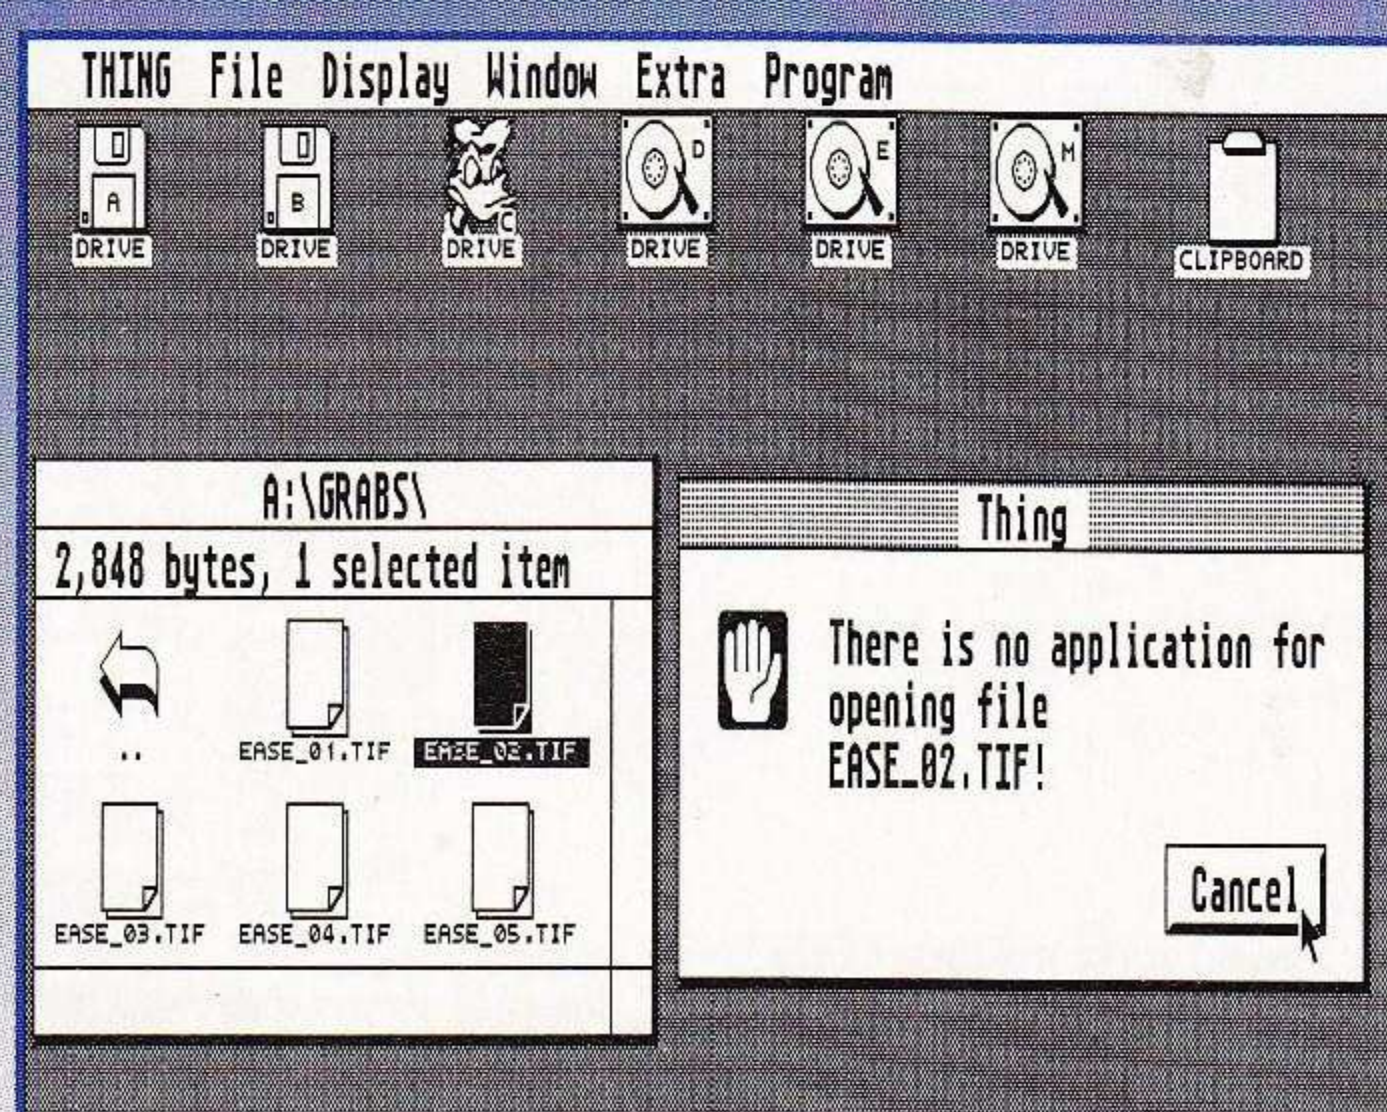 THING File Display Window Extra Program
A B C D E M
DRIVE DRIVE DRIVE DRIVE DRIVE DRIVE CLIPBOARD
A:\GRABS\
2,848 bytes, 1 selected item
.. EASE_01.TIF EASE_02.TIF
EASE_03.TIF EASE_04.TIF EASE_05.TIF
Thing
There is no application for
opening file
EASE_02.TIF!
Cancel